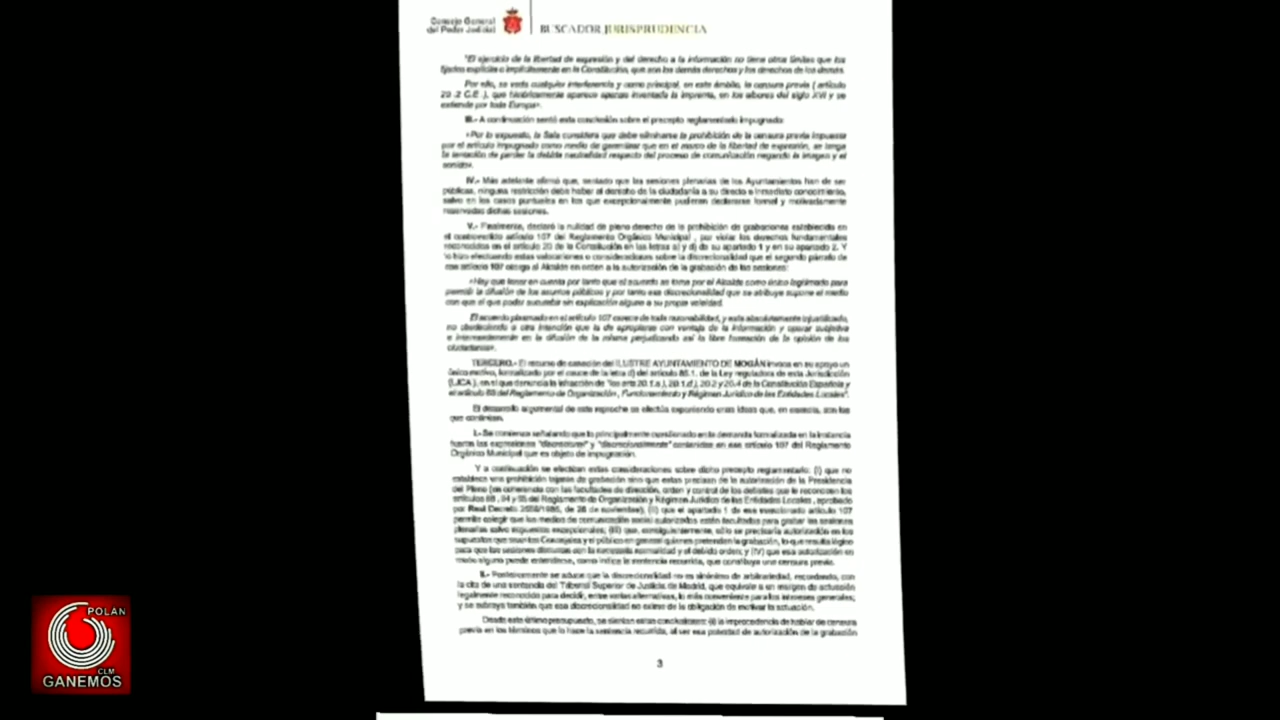 Consejo General
del Poder Judicial
BUSCADOR JURISPRUDENCIA
"El ejercicio de la libertad de expresión y del derecho a la información no tiene otros límites que los
fijados explícita o implícitamente en la Constitución, que son los demás derechos y los derechos de los demás.
Por ello, se veda cualquier interferencia y como principal, en este ámbito, la censura previa ( artículo
20 .2 C.E. ), que históricamente aparece apenas inventada la imprenta, en los albores del siglo XVI y se
extiende por toda Europa».
III.- A continuación sentó esta conclusión sobre el precepto reglamentario impugnado:
«Por lo expuesto, la Sala considera que debe eliminarse la prohibición de la censura previa impuesta
por el artículo impugnado como medio de garantizar que en el marco de la libertad de expresión, se tenga
la tentación de perder la debida neutralidad respecto del proceso de comunicación negando la imagen y el
sonido».
IV.- Más adelante afirmó que, sentado que las sesiones plenarias de los Ayuntamientos han de ser
públicas, ninguna restricción debe haber al derecho de la ciudadanía a su directo e inmediato conocimiento,
salvo en los casos puntuales en los que excepcionalmente pudieran declararse formal y motivadamente
reservadas dichas sesiones.
V.- Finalmente, declaró la nulidad de pleno derecho de la prohibición de grabaciones establecida en
el controvertido artículo 107 del Reglamento Orgánico Municipal , por violar los derechos fundamentales
reconocidos en el artículo 20 de la Constitución en las letras a) y d) de su apartado 1 y en su apartado 2. Y
lo hizo efectuando estas valoraciones o consideraciones sobre la discrecionalidad que el segundo párrafo de
ese artículo 107 otorga al Alcalde en orden a la autorización de la grabación de las sesiones:
«Hay que tener en cuenta por tanto que el acuerdo se toma por el Alcalde como único legitimado para
permitir la difusión de los asuntos públicos y por tanto esa discrecionalidad que se atribuye supone el medio
con que el que poder sucumbir sin explicación alguna a su propia veleidad.
El acuerdo plasmado en el artículo 107 carece de toda razonabilidad, y esta absolutamente injustificado,
no obedeciendo a otra intención que la de apropiarse con ventaja de la información y operar subjetiva
e interesadamente en la difusión de la misma perjudicando así la libre formación de la opinión de los
ciudadanos».
TERCERO.- El recurso de casación del ILUSTRE AYUNTAMIENTO DE MOGÁN invoca en su apoyo un
único motivo, formalizado por el cauce de la letra d) del artículo 88.1. de la Ley reguladora de esta Jurisdicción
(LJCA ), en el que denuncia la infracción de "los arts 20.1.a ), 20.1.d ), 20.2 y 20.4 de la Constitución Española y
el artículo 88 del Reglamento de Organización , Funcionamiento y Régimen Jurídico de las Entidades Locales".
El desarrollo argumental de este reproche se efectúa exponiendo unas ideas que, en esencia, son las
que continúan.
I.- Se comienza señalando que lo principalmente cuestionado en la demanda formalizada en la instancia
fueron las expresiones "discrecional" y "discrecionalmente" contenidas en ese artículo 107 del Reglamento
Orgánico Municipal que es objeto de impugnación.
Y a continuación se efectúan estas consideraciones sobre dicho precepto reglamentario: (I) que no
establece una prohibición tajante de grabación sino que estas precisan de la autorización de la Presidencia
del Pleno (en coherencia con las facultades de dirección, orden y control de los debates que le reconocen los
artículos 88 , 94 y 95 del Reglamento de Organización y Régimen Jurídico de las Entidades Locales , aprobado
por Real Decreto 2568/1986, de 28 de noviembre); (II) que el apartado 1 de ese mencionado artículo 107
permite colegir que los medios de comunicación social autorizados están facultados para grabar las sesiones
plenarias salvo supuestos excepcionales; (III) que, consiguientemente, sólo se precisaría autorización en los
supuestos que sean los Concejales y el público en general quienes pretendan la grabación, lo que resulta lógico
para que las sesiones discurran con la necesaria normalidad y el debido orden; y (IV) que esa autorización en
modo alguno puede entenderse, como indica la sentencia recurrida, que constituya una censura previa.
II.- Posteriormente se aduce que la discrecionalidad no es sinónimo de arbitrariedad, recordando, con
la cita de una sentencia del Tribunal Superior de Justicia de Madrid, que equivale a un margen de actuación
legalmente reconocido para decidir, entre varias alternativas, lo más conveniente para los intereses generales;
y se subraya también que esa discrecionalidad no exime de la obligación de motivar la actuación.
Desde este último presupuesto, se sientan estas conclusiones: (I) la improcedencia de hablar de censura
previa en los términos que lo hace la sentencia recurrida, al ser esa potestad de autorización de la grabación
3
POLAN
CLM
GANEMOS